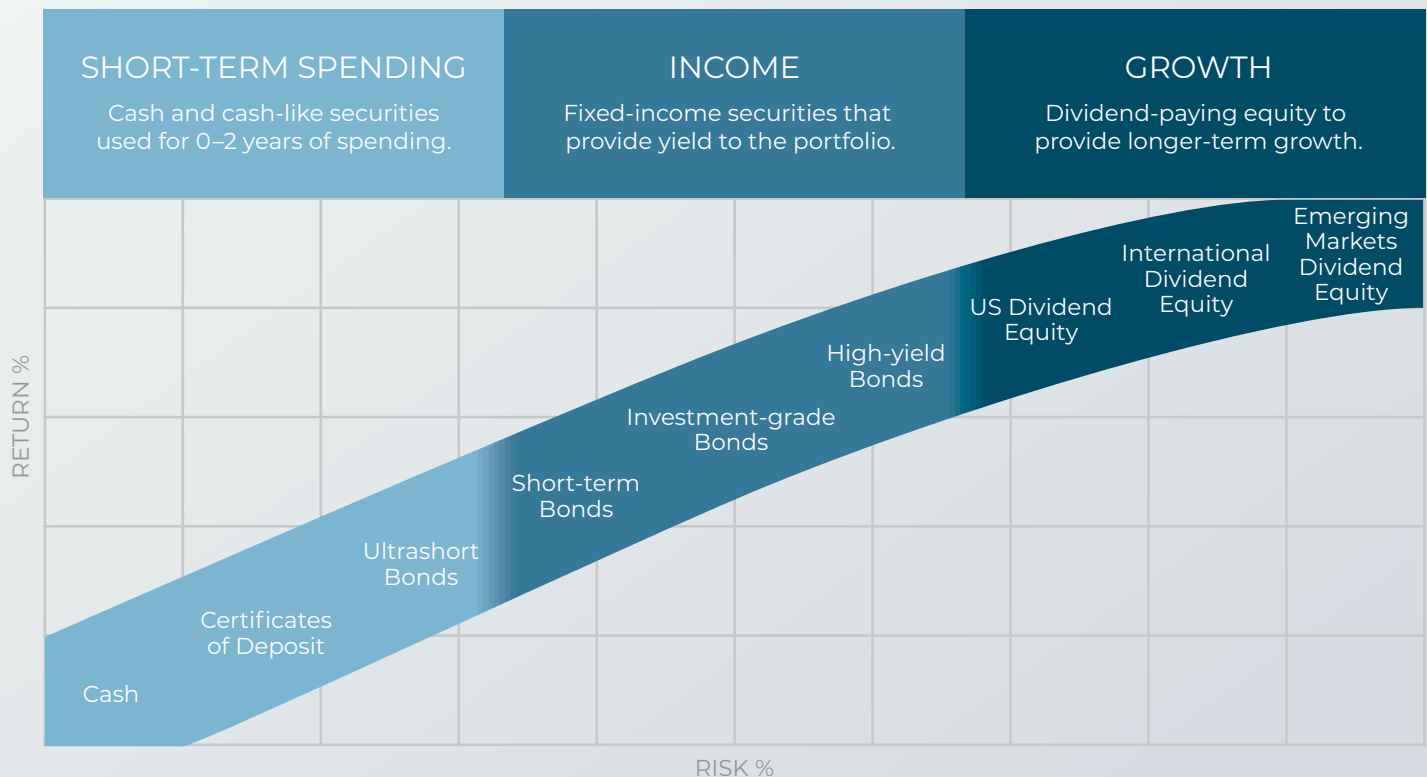 SHORT-TERM SPENDING
Cash and cash-like securities
used for 0–2 years of spending.
INCOME
Fixed-income securities that
provide yield to the portfolio.
GROWTH
Dividend-paying equity to
provide longer-term growth.
RETURN %
Cash
Certificates
of Deposit
Ultrashort
Bonds
Short-term
Bonds
Investment-grade
Bonds
High-yield
Bonds
US Dividend
Equity
International
Dividend
Equity
Emerging
Markets
Dividend
Equity
RISK %